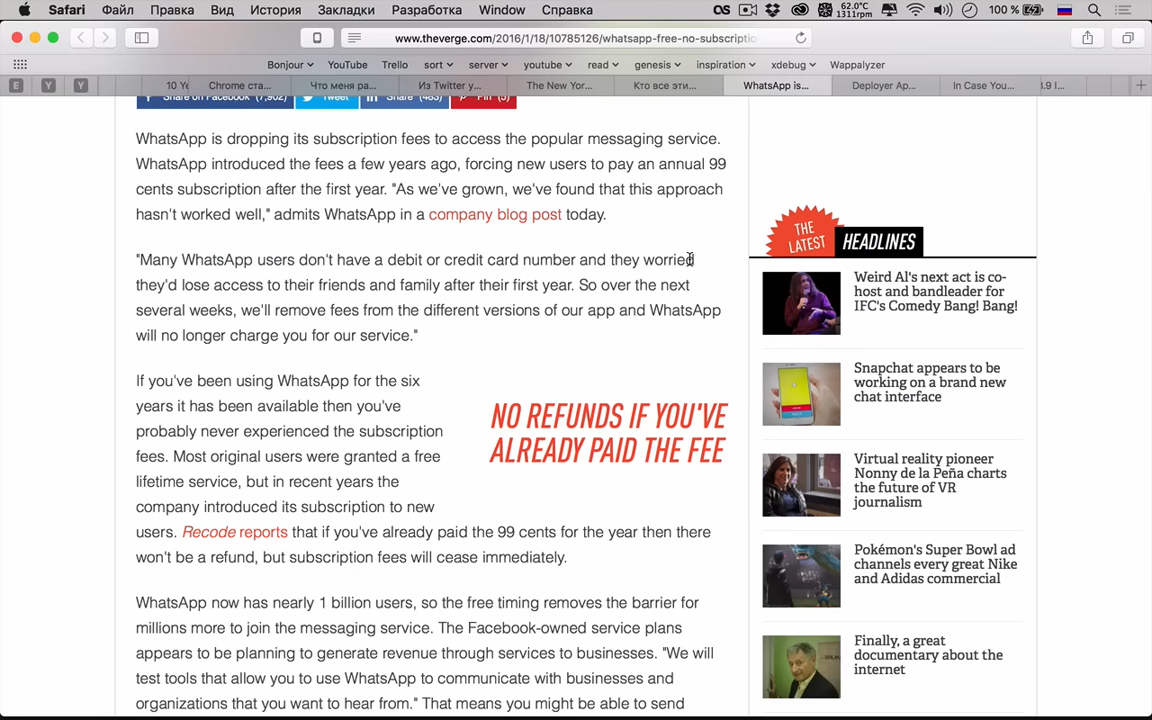 Safari Файл Правка Вид История Закладки Разработка Window Справка 62.0°C 1311rpm 100 %
www.theverge.com/2016/1/18/10785126/whatsapp-free-no-subscriptio
Bonjour YouTube Trello sort server youtube read genesis inspiration xdebug Wappalyzer
E Y Y 10 Ye Chrome ста... Что меня ра... Из Twitter у... The New Yor... Кто все эти... WhatsApp is... Deployer Ap... In Case You... 3.9 I...
Share on Facebook (7,902) Tweet Share (483) Pin (5)
WhatsApp is dropping its subscription fees to access the popular messaging service.
WhatsApp introduced the fees a few years ago, forcing new users to pay an annual 99
cents subscription after the first year. "As we've grown, we've found that this approach
hasn't worked well," admits WhatsApp in a company blog post today.
"Many WhatsApp users don't have a debit or credit card number and they worried
they'd lose access to their friends and family after their first year. So over the next
several weeks, we'll remove fees from the different versions of our app and WhatsApp
will no longer charge you for our service."
If you've been using WhatsApp for the six
years it has been available then you've
probably never experienced the subscription
fees. Most original users were granted a free
lifetime service, but in recent years the
company introduced its subscription to new
users. Recode reports that if you've already paid the 99 cents for the year then there
won't be a refund, but subscription fees will cease immediately.
NO REFUNDS IF YOU'VE
ALREADY PAID THE FEE
WhatsApp now has nearly 1 billion users, so the free timing removes the barrier for
millions more to join the messaging service. The Facebook-owned service plans
appears to be planning to generate revenue through services to businesses. "We will
test tools that allow you to use WhatsApp to communicate with businesses and
organizations that you want to hear from." That means you might be able to send
THE
LATEST
HEADLINES
Weird Al's next act is co-
host and bandleader for
IFC's Comedy Bang! Bang!
Snapchat appears to be
working on a brand new
chat interface
Virtual reality pioneer
Nonny de la Peña charts
the future of VR
journalism
Pokémon's Super Bowl ad
channels every great Nike
and Adidas commercial
Finally, a great
documentary about the
internet